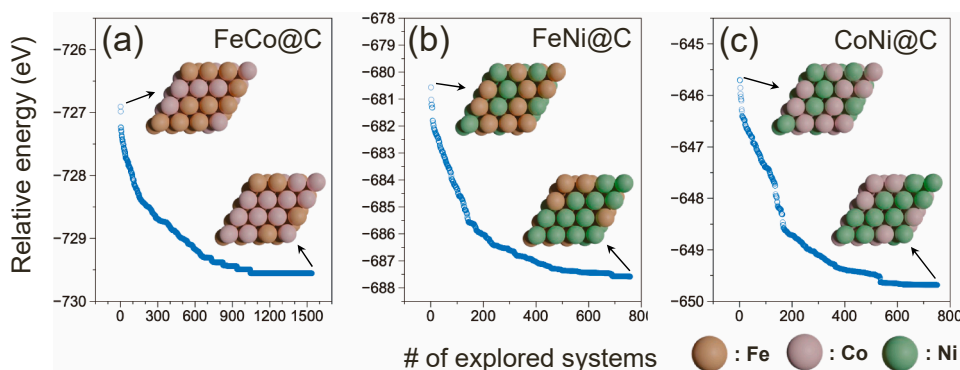 (a) FeCo@C
(b) FeNi@C
(c) CoNi@C
Relative energy (eV)
−726
−727
−728
−729
−730
0 300 600 900 1200 1500
−678
−680
−681
−682
−683
−684
−685
−686
−687
−688
0 200 400 600 800
−645
−646
−647
−648
−649
−650
0 200 400 600 800
# of explored systems
: Fe : Co : Ni